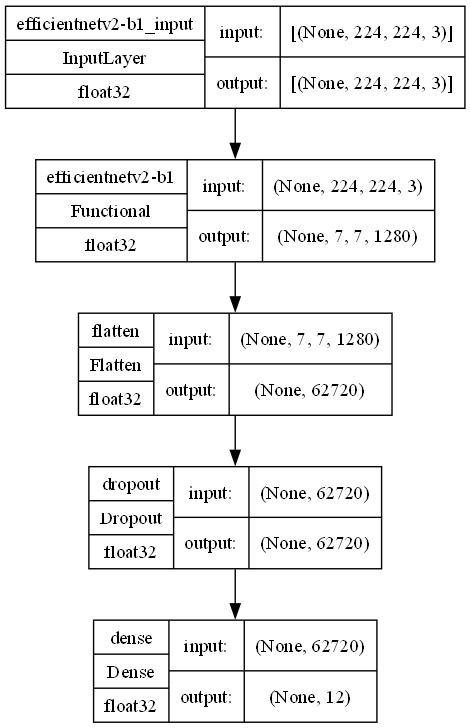 efficientnetv2-b1_input
InputLayer
float32
input:
[(None, 224, 224, 3)]
output:
[(None, 224, 224, 3)]
efficientnetv2-b1
Functional
float32
input:
(None, 224, 224, 3)
output:
(None, 7, 7, 1280)
flatten
Flatten
float32
input:
(None, 7, 7, 1280)
output:
(None, 62720)
dropout
Dropout
float32
input:
(None, 62720)
output:
(None, 62720)
dense
Dense
float32
input:
(None, 62720)
output:
(None, 12)